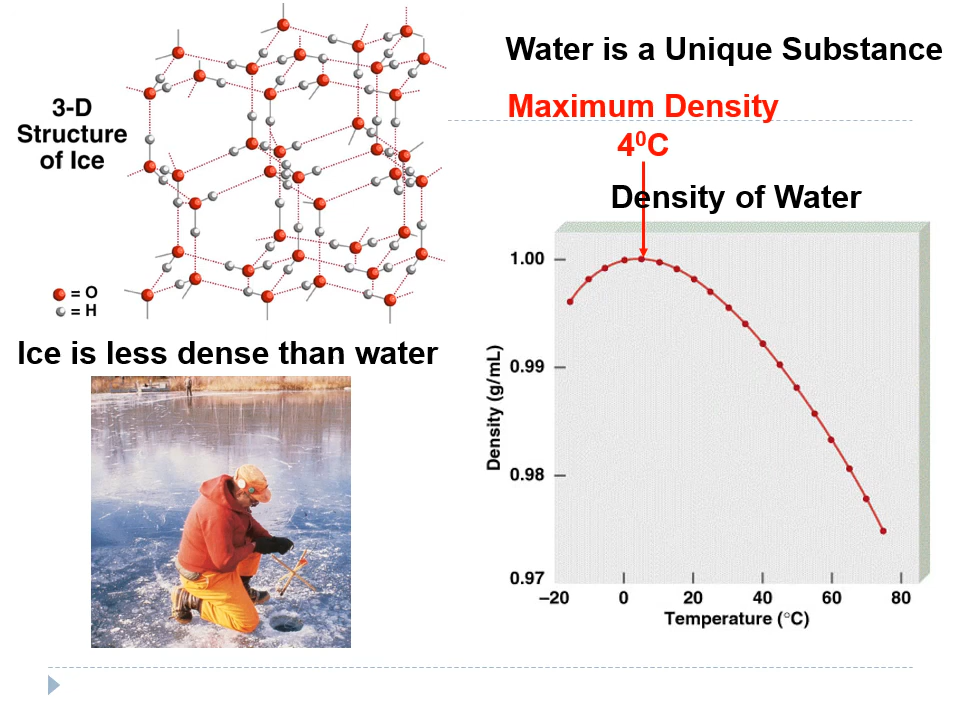 Water is a Unique Substance
Maximum Density
4⁰C
3-D
Structure
of Ice
= O
= H
Ice is less dense than water
Density of Water
Density (g/mL)
1.00
0.99
0.98
0.97
–20
0
20
40
60
80
Temperature (°C)